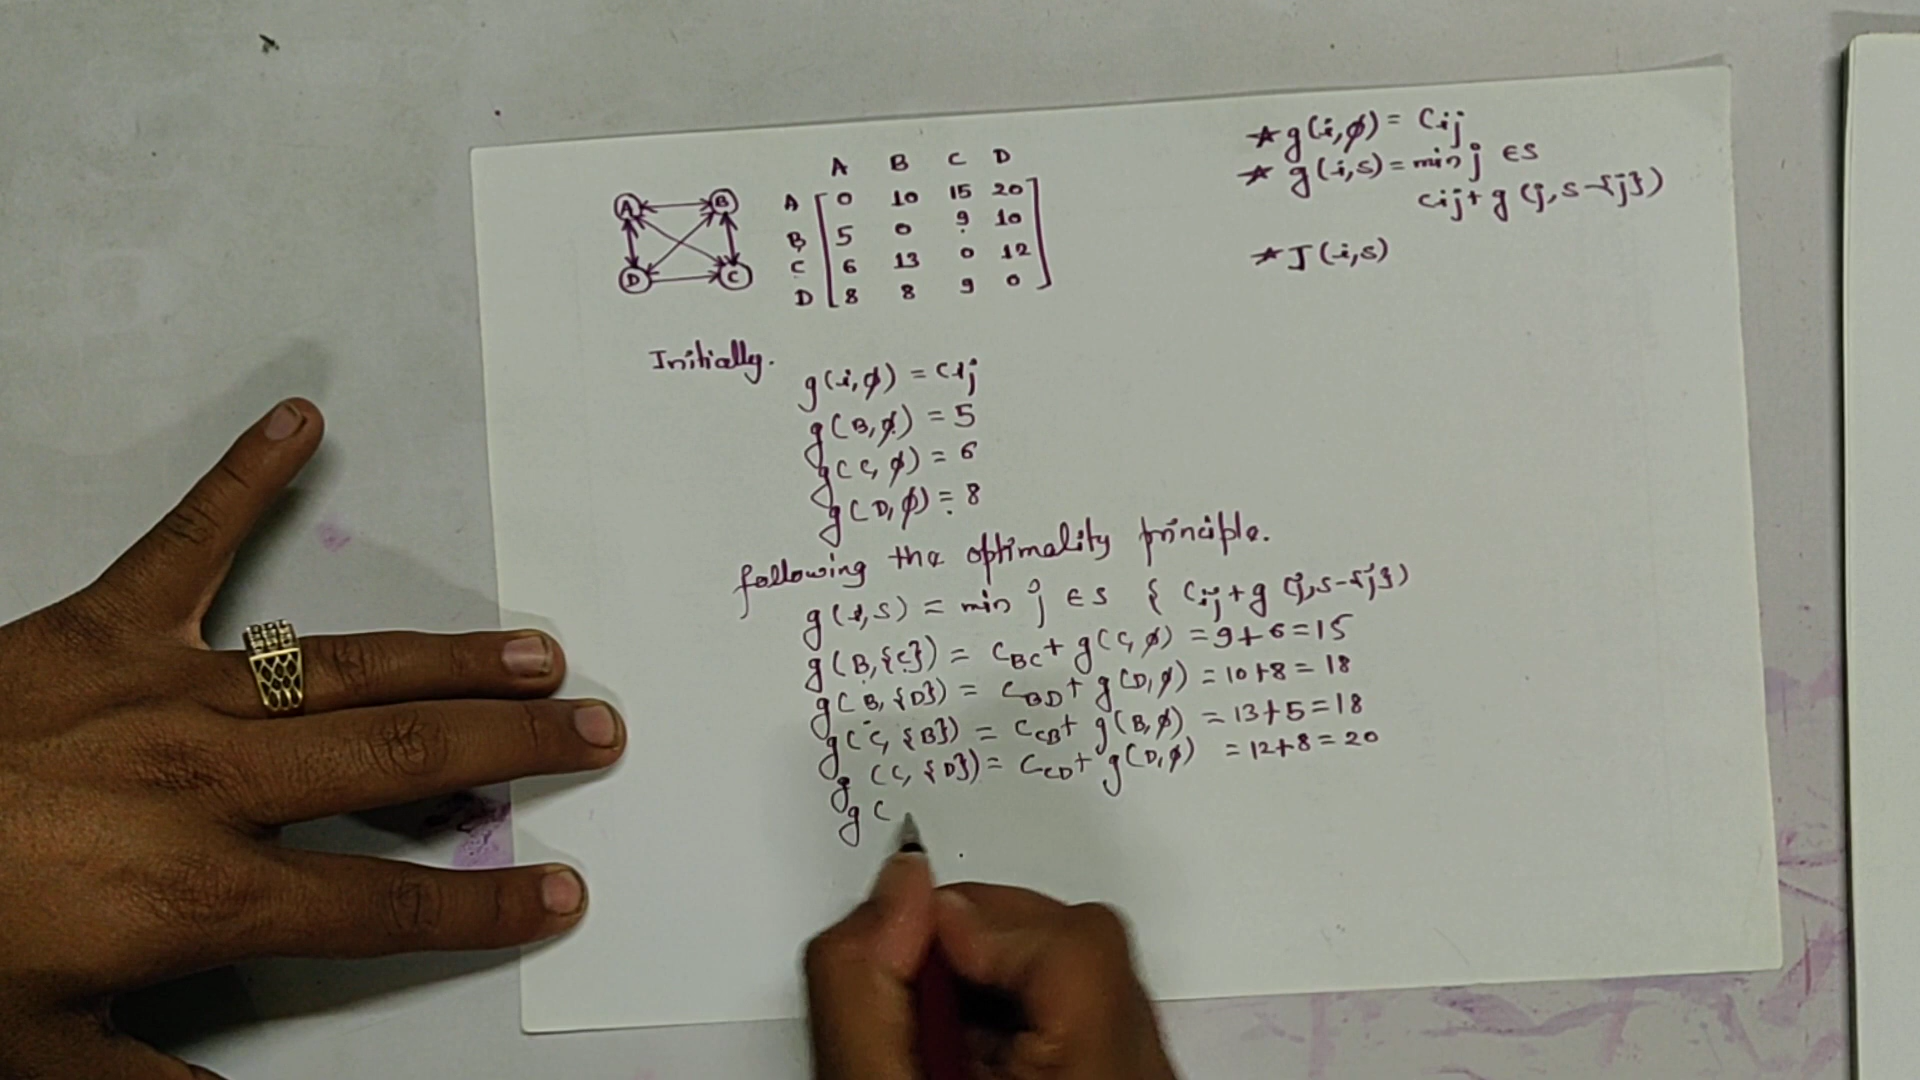 A B C D
A 0 10 15 20
B 5 0 9 10
C 6 13 0 12
D 8 8 9 0
A B
D C
★ g(i,ϕ) = Cij
★ g(i,s) = min j ∈s
cij + g (j, s-{j})
★ J (i,s)
Initially.
g(i,ϕ) = cij
g(B,ϕ) = 5
g(C,ϕ) = 6
g(D,ϕ) = 8
following the optimality principle.
g(i,s) = min j ∈s { cij + g (j,s-{j})
g(B,{C}) = CBC + g(C,ϕ) = 9+6=15
g(B,{D}) = CBD + g(D,ϕ) = 10+8=18
g(C,{B}) = CCB + g(B,ϕ) = 13+5=18
g(C,{D}) = CCD + g(D,ϕ) = 12+8=20
g(